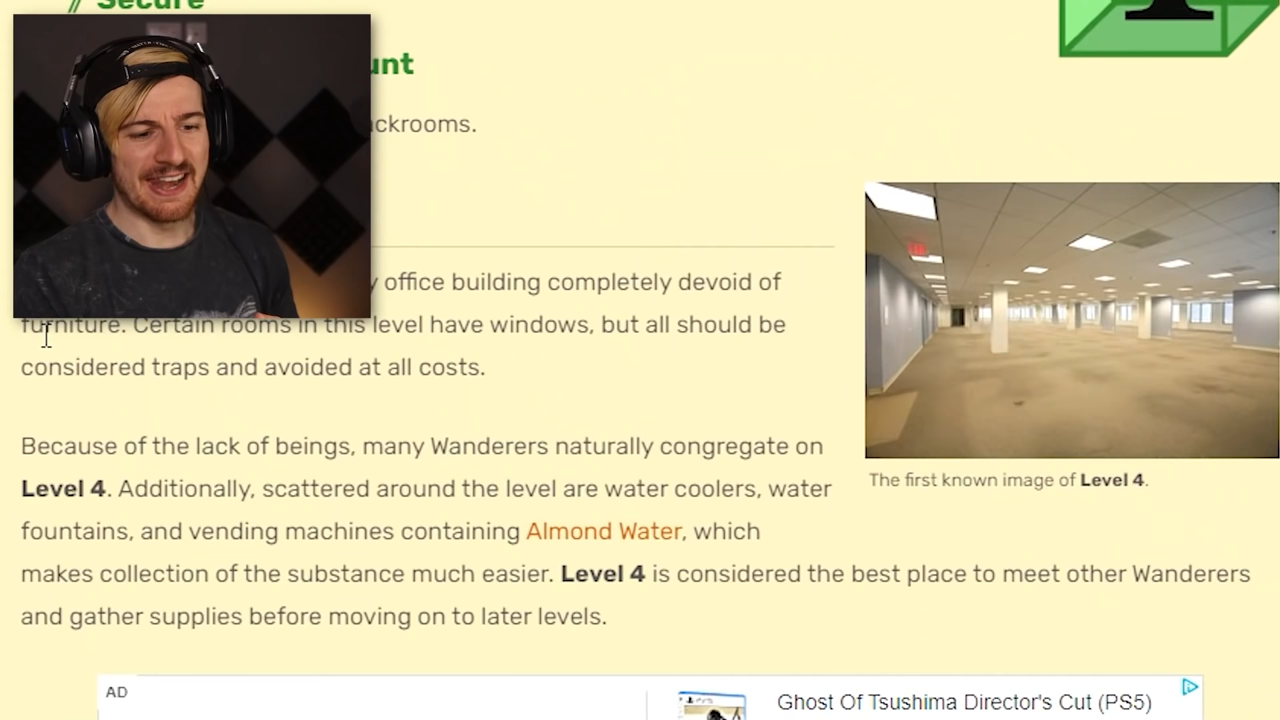 // Secure
unt
ckrooms.
y office building completely devoid of
furniture. Certain rooms in this level have windows, but all should be
considered traps and avoided at all costs.
Because of the lack of beings, many Wanderers naturally congregate on
Level 4. Additionally, scattered around the level are water coolers, water
fountains, and vending machines containing Almond Water, which
makes collection of the substance much easier. Level 4 is considered the best place to meet other Wanderers
and gather supplies before moving on to later levels.
The first known image of Level 4.
AD
Ghost Of Tsushima Director's Cut (PS5)